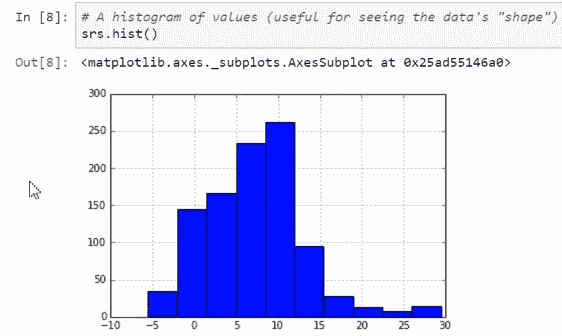 In [8]: # A histogram of values (useful for seeing the data's "shape")
srs.hist()
Out[8]: <matplotlib.axes._subplots.AxesSubplot at 0x25ad55146a0>
300
250
200
150
100
50
0
-10 -5 0 5 10 15 20 25 30